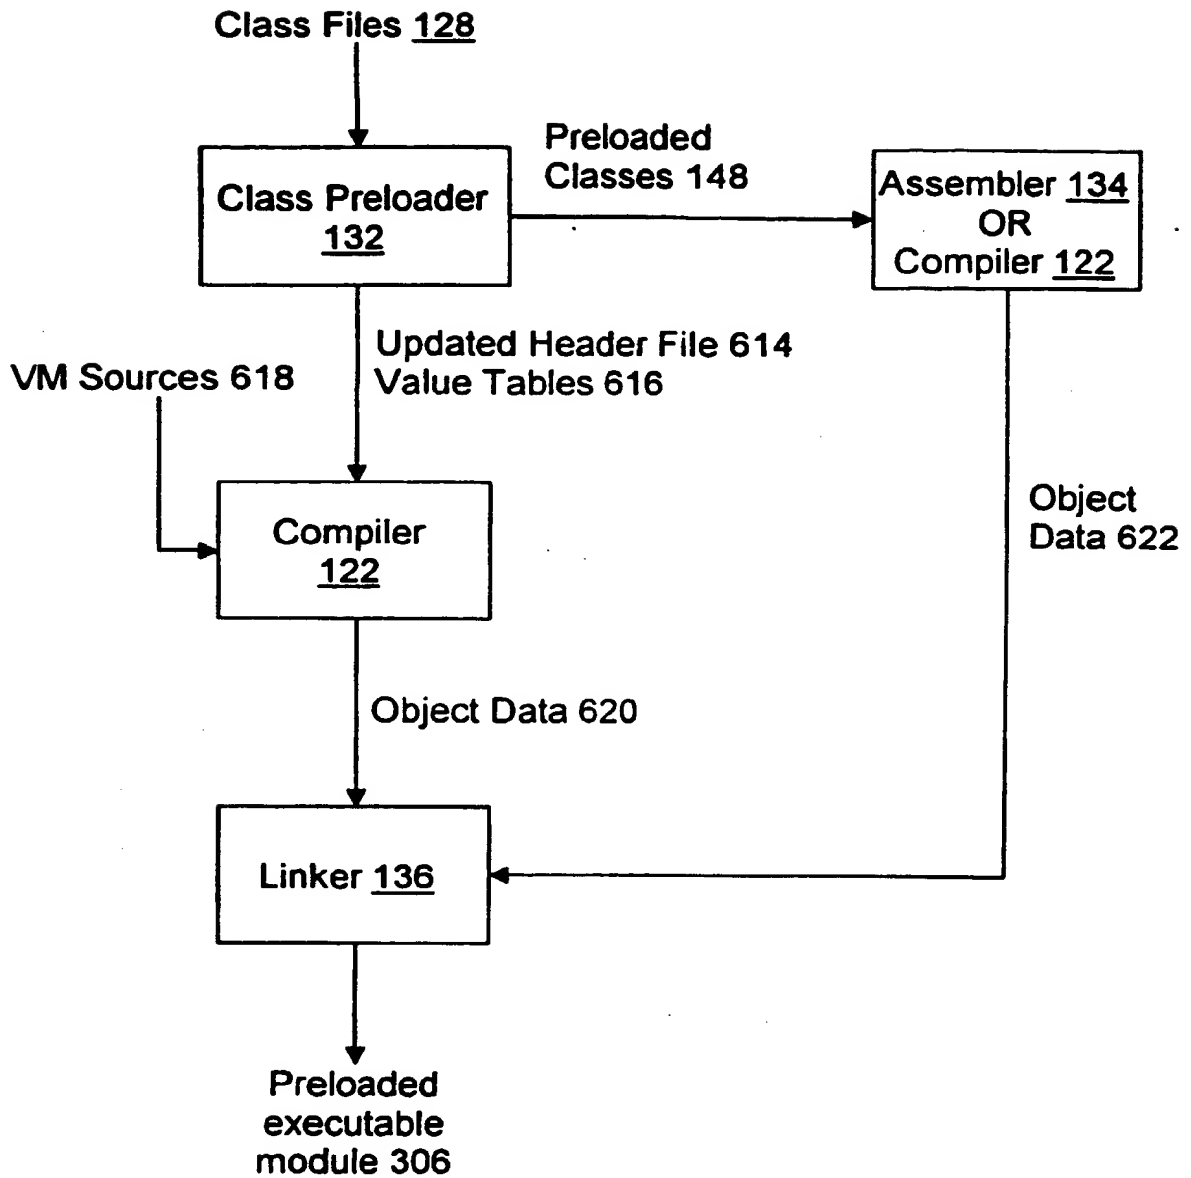 Class Files 128
Preloaded
Classes 148
Class Preloader
132
Assembler 134
OR
Compiler 122
Updated Header File 614
Value Tables 616
VM Sources 618
Compiler
122
Object
Data 622
Object Data 620
Linker 136
Preloaded
executable
module 306